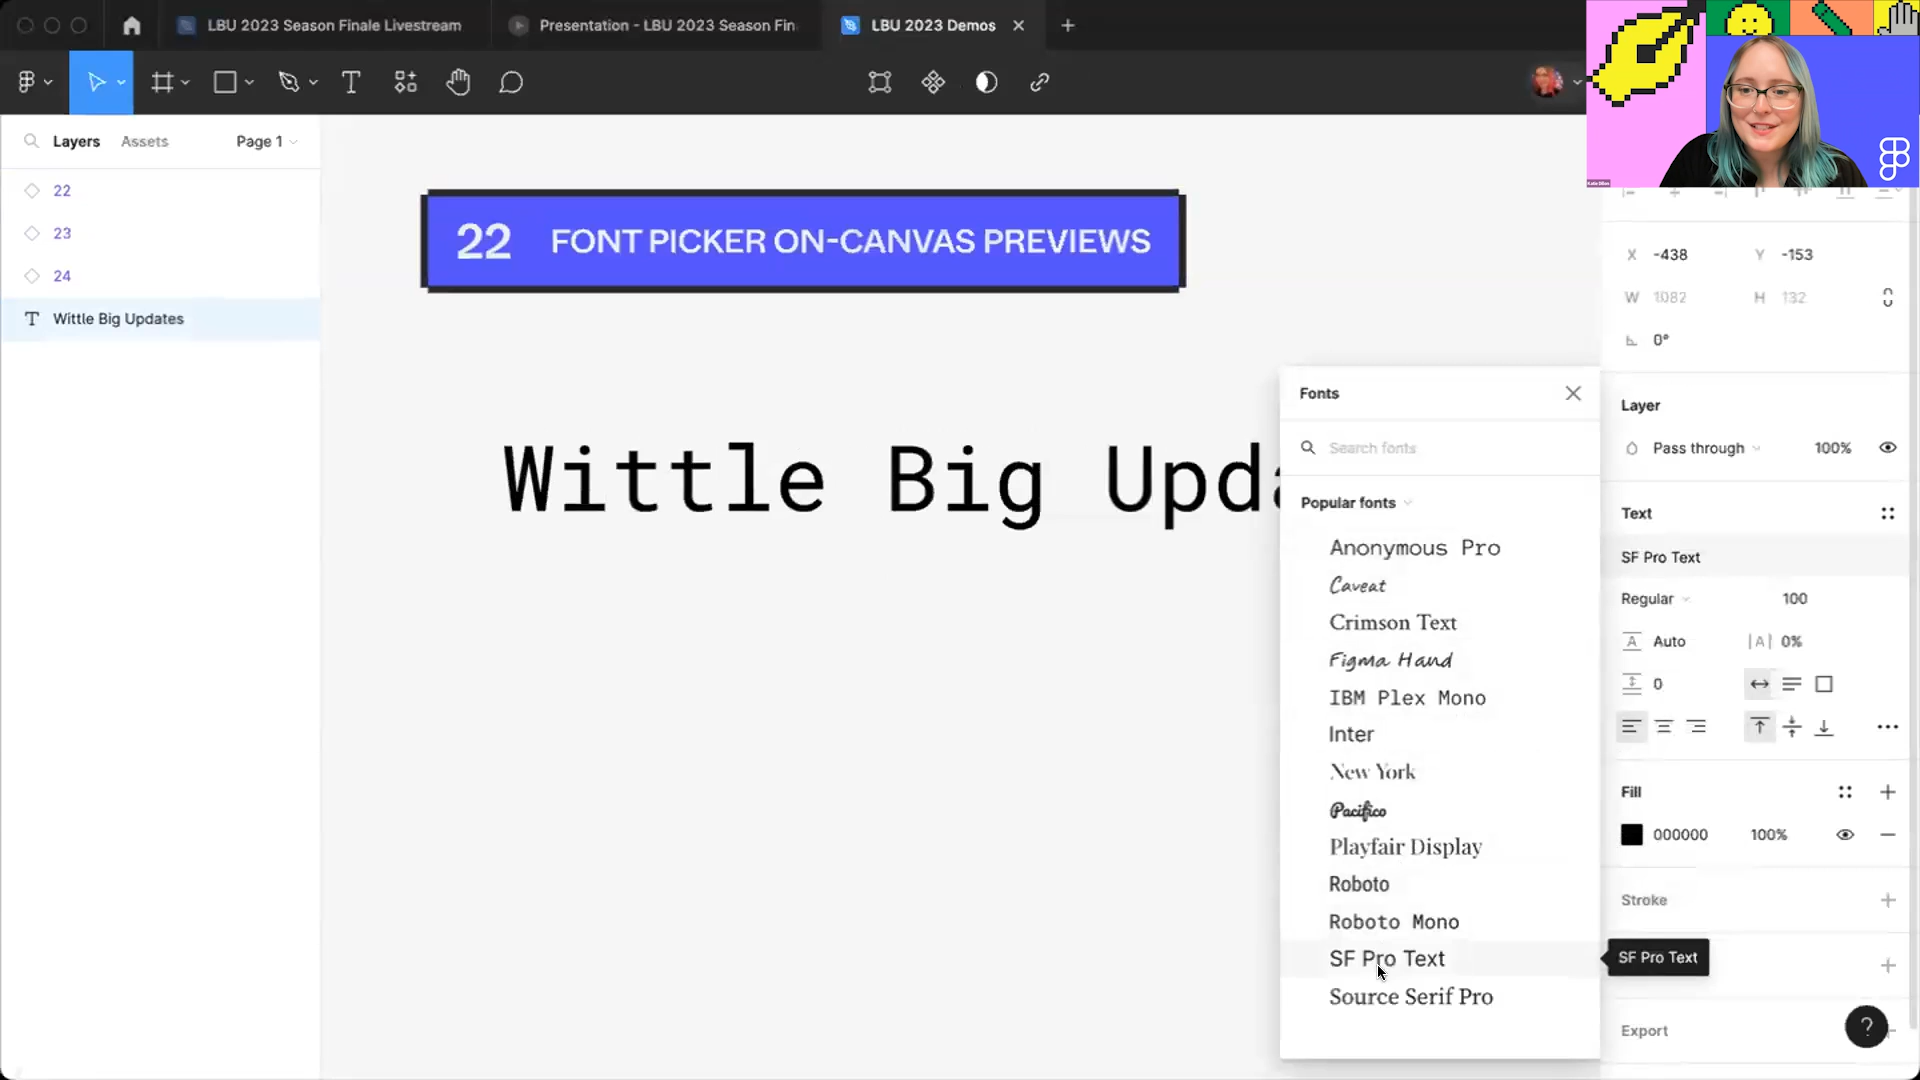 LBU 2023 Season Finale Livestream
Presentation - LBU 2023 Season Fin
LBU 2023 Demos
Layers
Assets
Page 1
22
23
24
Wittle Big Updates
22 FONT PICKER ON-CANVAS PREVIEWS
Wittle Big Upda
Fonts
Search fonts
Popular fonts
Anonymous Pro
Caveat
Crimson Text
Figma Hand
IBM Plex Mono
Inter
New York
Pacifico
Playfair Display
Roboto
Roboto Mono
SF Pro Text
Source Serif Pro
SF Pro Text
X -438 Y -153
W 1082 H 132
0°
Layer
Pass through 100%
Text
SF Pro Text
Regular 100
A Auto |A| 0%
0
Fill
000000 100%
Stroke
Export
?